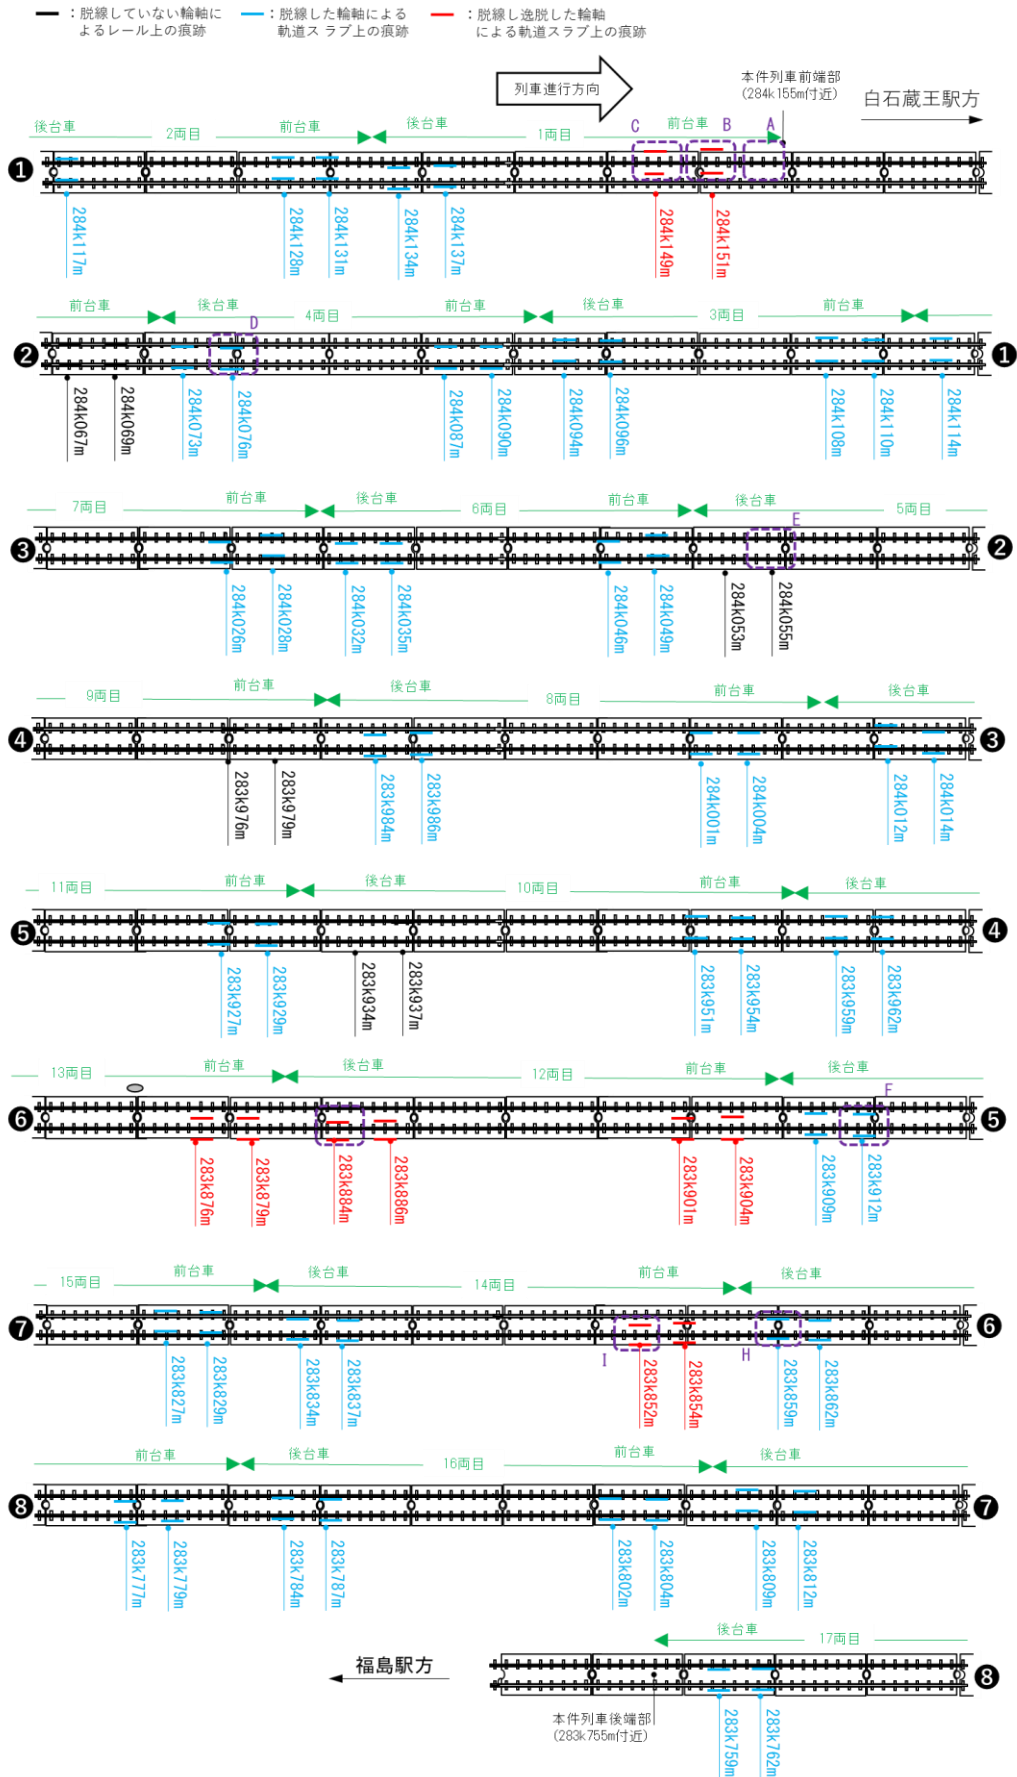 ：脱線していない輪軸に
よるレール上の痕跡
：脱線した輪軸による
軌道スラブ上の痕跡
：脱線し逸脱した輪軸
による軌道スラブ上の痕跡
列車進行方向
本件列車前端部
(284k155m付近)
白石蔵王駅方
後台車 2両目 前台車 後台車 1両目 前台車
C B A
❶
284k117m 284k128m 284k131m 284k134m 284k137m 284k149m 284k151m
前台車 後台車 4両目 前台車 後台車 3両目 前台車
D
❷ ❶
284k067m 284k069m 284k073m 284k076m 284k087m 284k090m 284k094m 284k096m 284k108m 284k110m 284k114m
7両目 前台車 後台車 6両目 前台車 後台車 5両目
E
❸ ❷
284k026m 284k028m 284k032m 284k035m 284k046m 284k049m 284k053m 284k055m
9両目 前台車 後台車 8両目 前台車 後台車
❹ ❸
283k976m 283k979m 283k984m 283k986m 284k001m 284k004m 284k012m 284k014m
11両目 前台車 後台車 10両目 前台車 後台車
❺ ❹
283k927m 283k929m 283k934m 283k937m 283k951m 283k954m 283k959m 283k962m
13両目 前台車 後台車 12両目 前台車 後台車
F
❻ ❺
283k876m 283k879m 283k884m 283k886m 283k901m 283k904m 283k909m 283k912m
15両目 前台車 後台車 14両目 前台車 後台車
❼ ❻
I H
283k827m 283k829m 283k834m 283k837m 283k852m 283k854m 283k859m 283k862m
前台車 後台車 16両目 前台車 後台車
❽ ❼
283k777m 283k779m 283k784m 283k787m 283k802m 283k804m 283k809m 283k812m
後台車 17両目
福島駅方
❽
本件列車後端部
(283k755m付近)
283k759m 283k762m